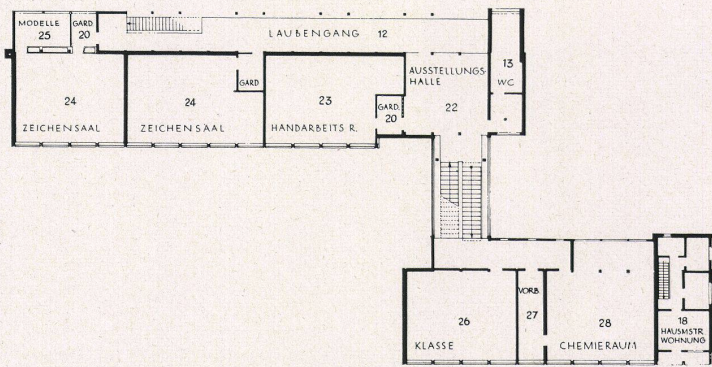 MODELLE
25
GARD
20
LAUBENGANG 12
13
WC
AUSSTELLUNGS-
HALLE
22
24
ZEICHENSAAL
24
ZEICHENSAAL
GARD
23
HANDARBEITS R.
GARD.
20
26
KLASSE
VORB.
27
28
CHEMIERAUM
18
HAUSMSTR
WOHNUNG